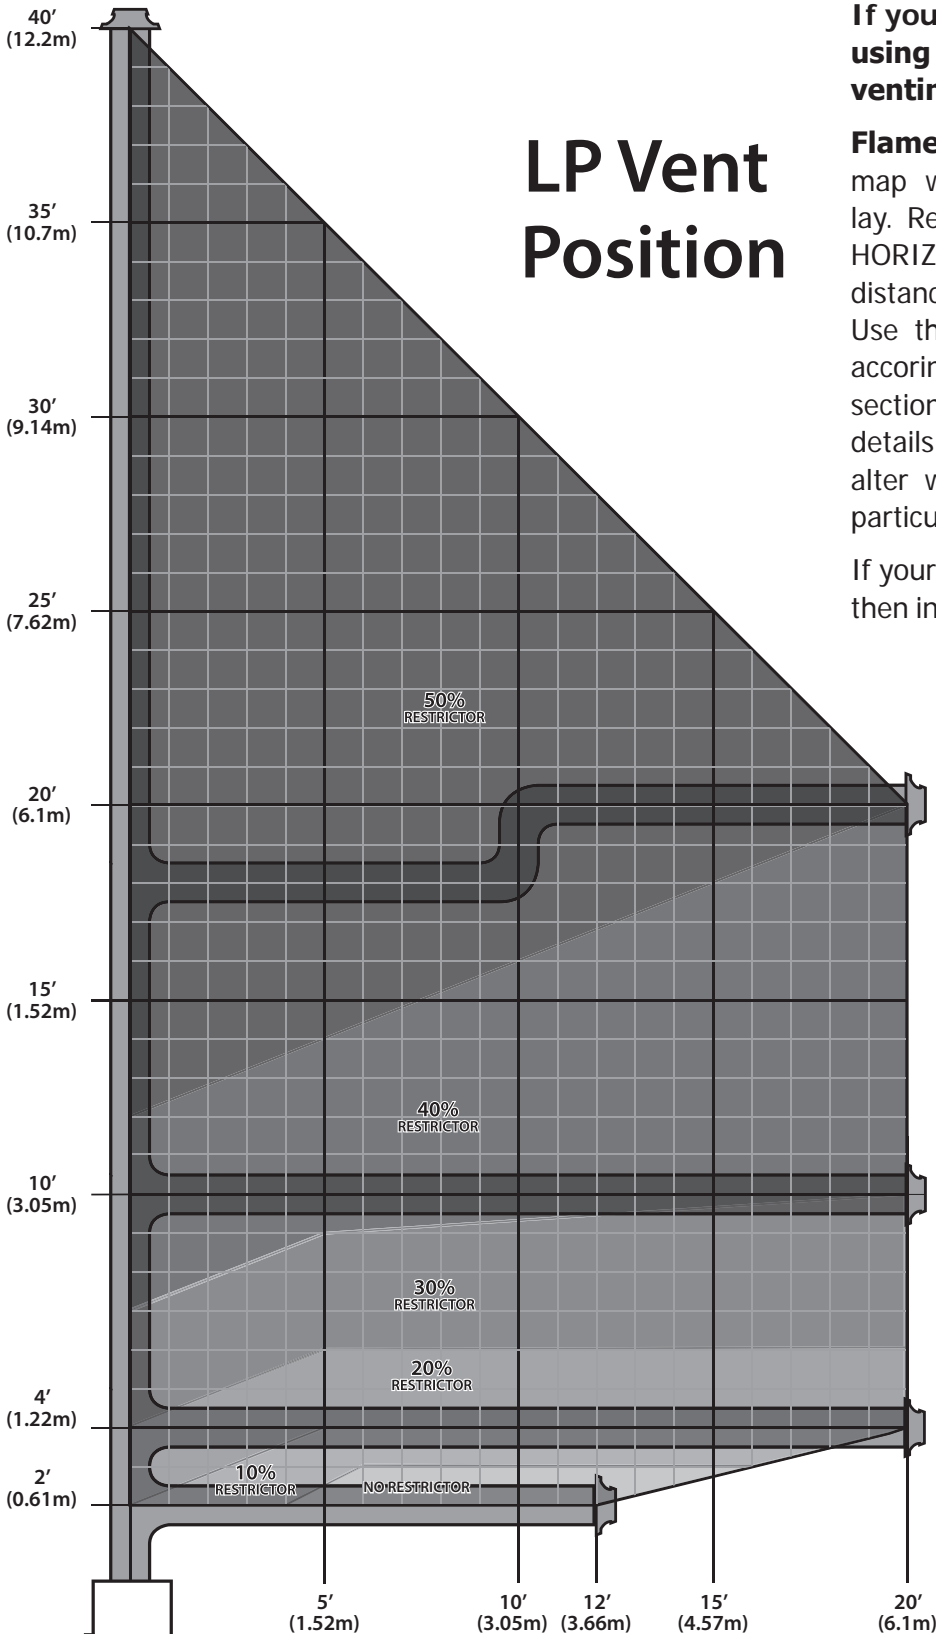 40'
(12.2m)
35'
(10.7m)
30'
(9.14m)
25'
(7.62m)
20'
(6.1m)
15'
(1.52m)
10'
(3.05m)
4'
(1.22m)
2'
(0.61m)
LP Vent
Position
50%
RESTRICTOR
40%
RESTRICTOR
30%
RESTRICTOR
20%
RESTRICTOR
10%
RESTRICTOR
NO RESTRICTOR
5'
(1.52m)
10'
(3.05m)
12'
(3.66m)
15'
(4.57m)
20'
(6.1m)
If you
using
ventin
Flame
map w
lay. Re
HORIZ
distanc
Use th
accorin
section
details
alter w
particu
If your
then in